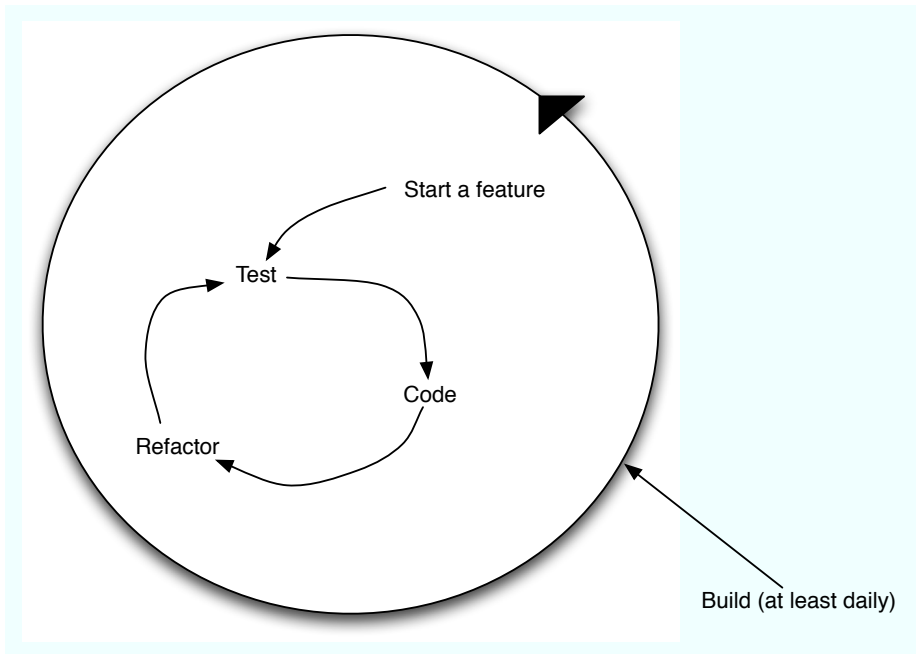 Start a feature
Test
Code
Refactor
Build (at least daily)